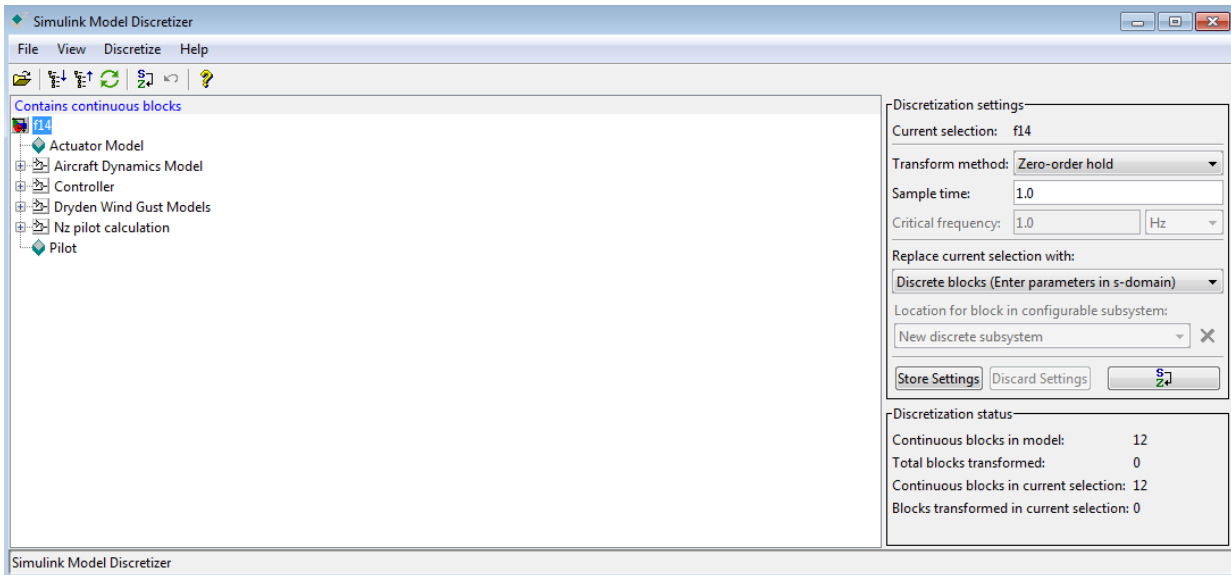 Simulink Model Discretizer
File View Discretize Help
Contains continuous blocks
f14
Actuator Model
Aircraft Dynamics Model
Controller
Dryden Wind Gust Models
Nz pilot calculation
Pilot
Discretization settings
Current selection: f14
Transform method: Zero-order hold
Sample time: 1.0
Critical frequency: 1.0 Hz
Replace current selection with:
Discrete blocks (Enter parameters in s-domain)
Location for block in configurable subsystem:
New discrete subsystem
Store Settings Discard Settings S Z
Discretization status
Continuous blocks in model: 12
Total blocks transformed: 0
Continuous blocks in current selection: 12
Blocks transformed in current selection: 0
Simulink Model Discretizer